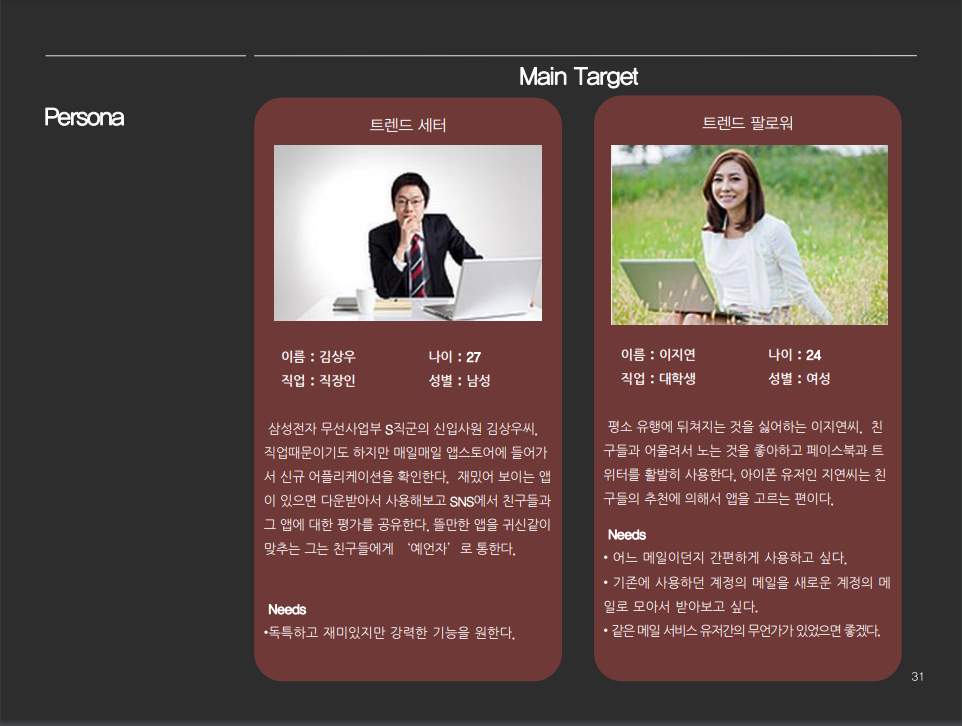 Main Target
Persona
트렌드 세터
이름 : 김상우 나이 : 27
직업 : 직장인 성별 : 남성
삼성전자 무선사업부 S직군의 신입사원 김상우씨.
직업때문이기도 하지만 매일매일 앱스토어에 들어가
서 신규 어플리케이션을 확인한다. 재밌어 보이는 앱
이 있으면 다운받아서 사용해보고 SNS에서 친구들과
그 앱에 대한 평가를 공유한다. 뜰만한 앱을 귀신같이
맞추는 그는 친구들에게 ‘예언자’ 로 통한다.
Needs
•독특하고 재미있지만 강력한 기능을 원한다.
트렌드 팔로워
이름 : 이지연 나이 : 24
직업 : 대학생 성별 : 여성
평소 유행에 뒤쳐지는 것을 싫어하는 이지연씨. 친
구들과 어울려서 노는 것을 좋아하고 페이스북과 트
위터를 활발히 사용한다. 아이폰 유저인 지연씨는 친
구들의 추천에 의해서 앱을 고르는 편이다.
Needs
• 어느 메일이던지 간편하게 사용하고 싶다.
• 기존에 사용하던 계정의 메일을 새로운 계정의 메
일로 모아서 받아보고 싶다.
• 같은 메일 서비스 유저간의 무언가가 있었으면 좋겠다.
31